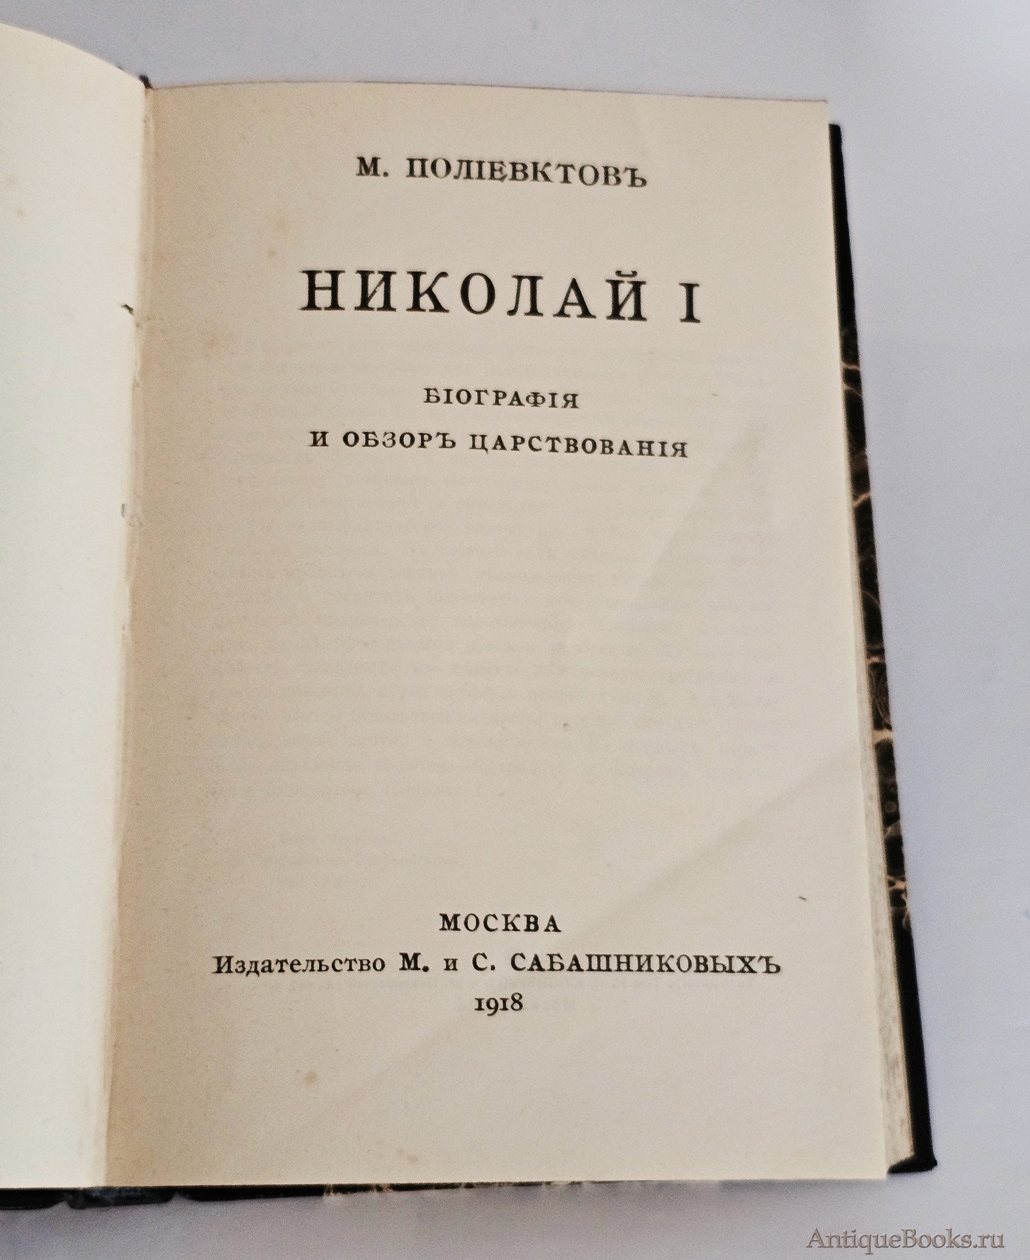 М. ПОЛІЕВКТОВЪ
НИКОЛАЙ I
БІОГРАФІЯ
И ОБЗОРЪ ЦАРСТВОВАНІЯ
МОСКВА
Издательство М. и С. САБАШНИКОВЫХЪ
1918
AntiqueBooks.ru